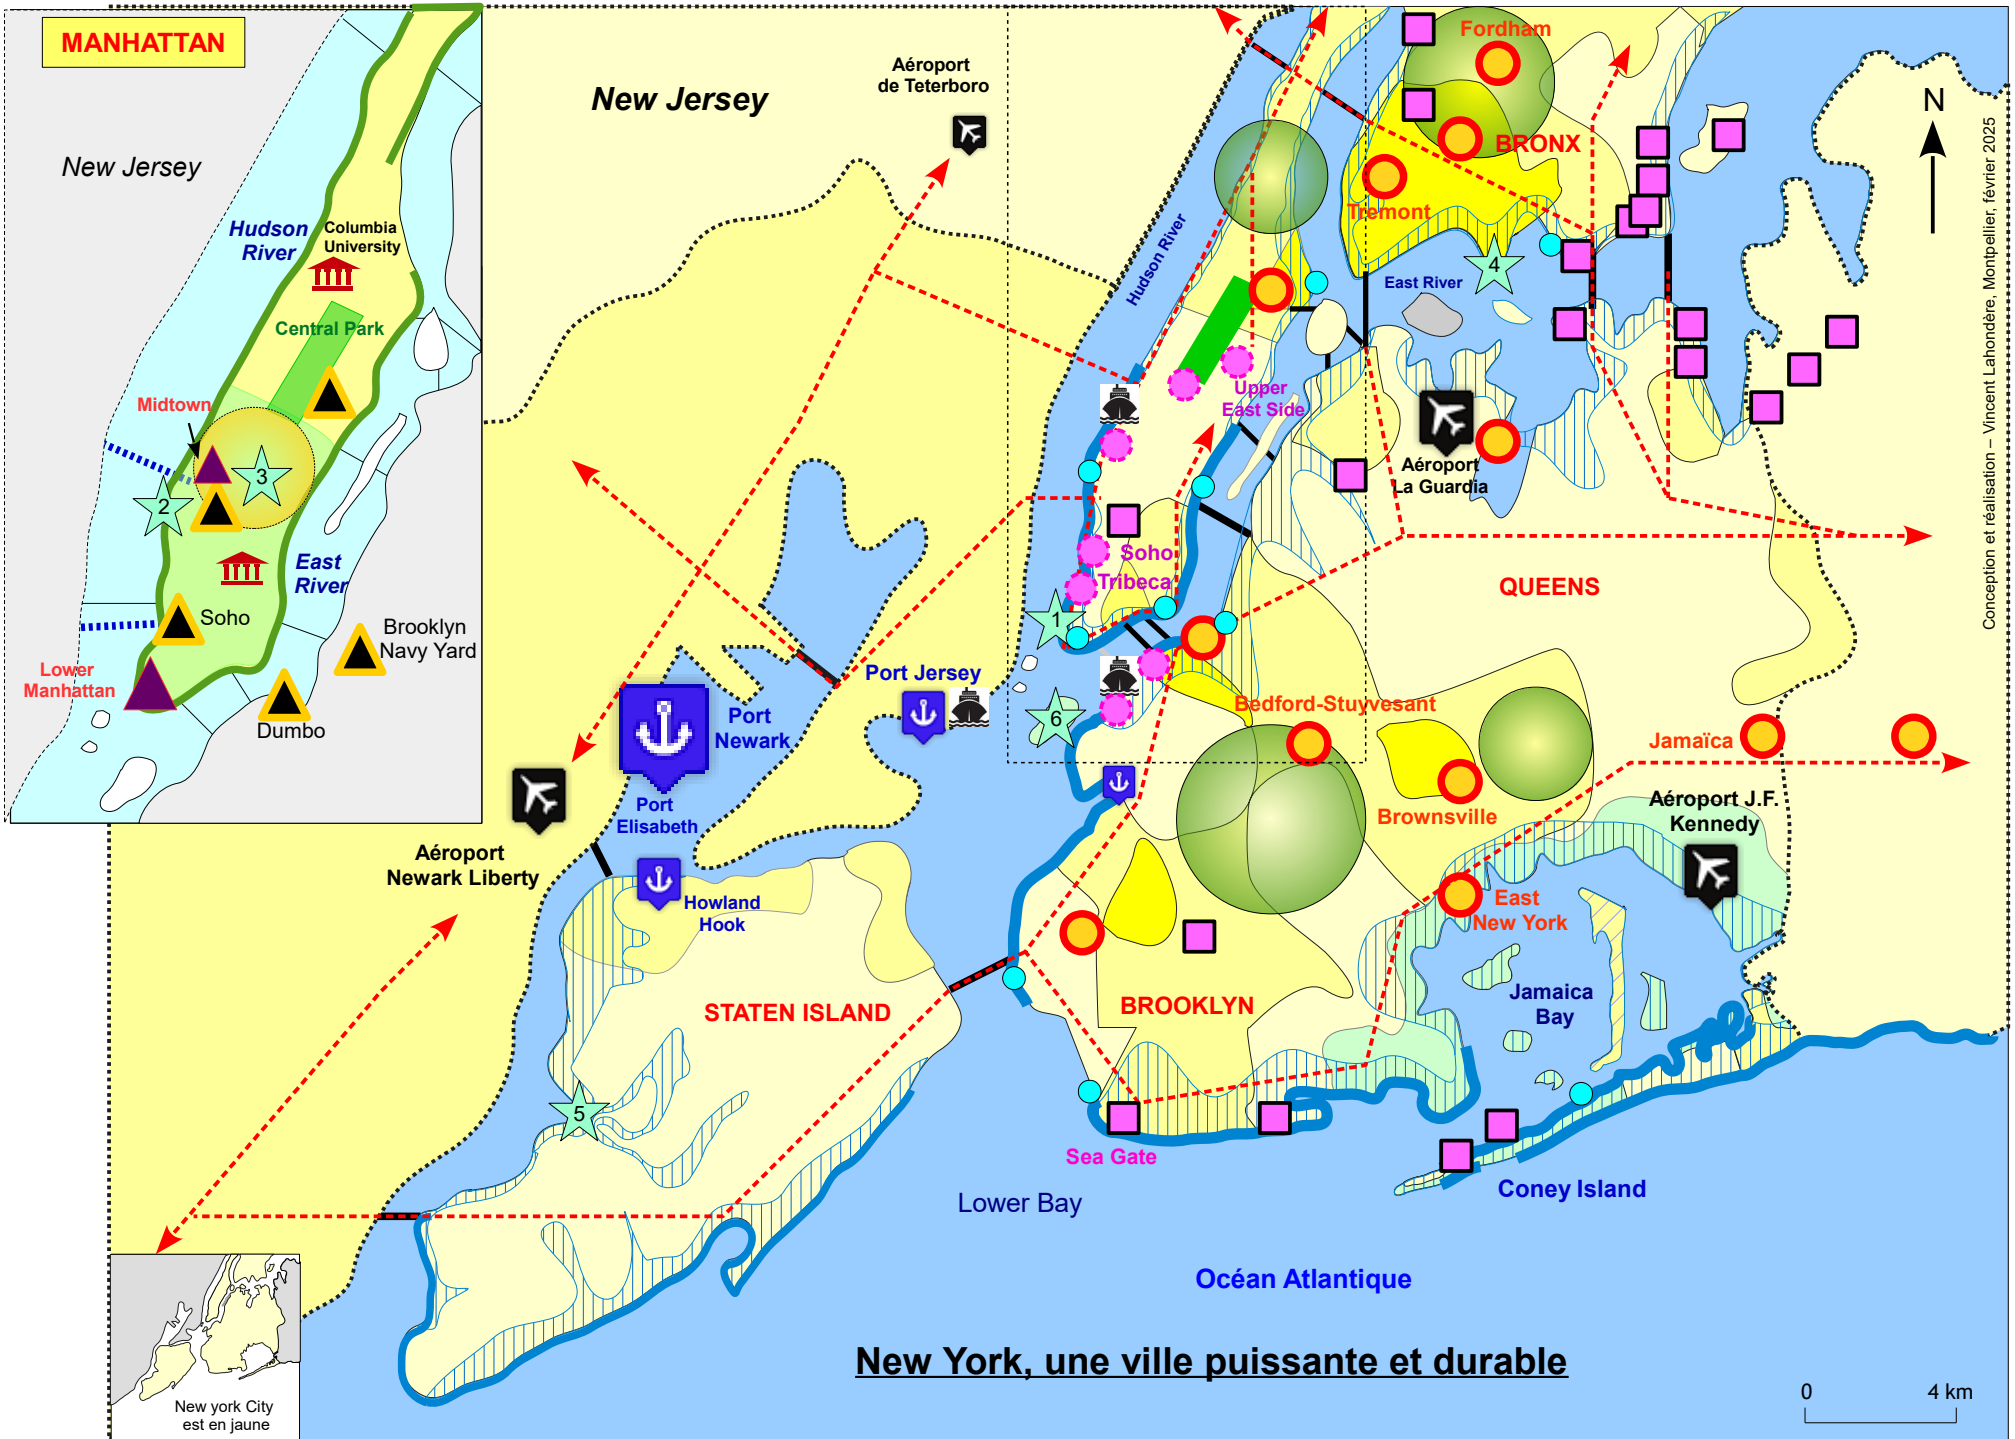 MANHATTAN
New Jersey
Hudson
River
Columbia
University
Central Park
Midtown
3
2
East
River
Soho
Brooklyn
Navy Yard
Lower
Manhattan
Dumbo
New Jersey
Aéroport
de Teterboro
Hudson River
Fordham
BRONX
Tremont
N
4
East River
Upper
East Side
Aéroport
La Guardia
Soho
Tribeca
QUEENS
1
Port Jersey
Port
Newark
6
Bedford-Stuyvesant
Jamaïca
Port
Elisabeth
Brownsville
Aéroport J.F.
Kennedy
Aéroport
Newark Liberty
Howland
Hook
East
New York
STATEN ISLAND
BROOKLYN
Jamaica
Bay
5
Sea Gate
Coney Island
Lower Bay
Océan Atlantique
New York, une ville puissante et durable
New york City
est en jaune
0 4 km
Conception et réalisation – Vincent Lahondère, Montpellier, février 2025